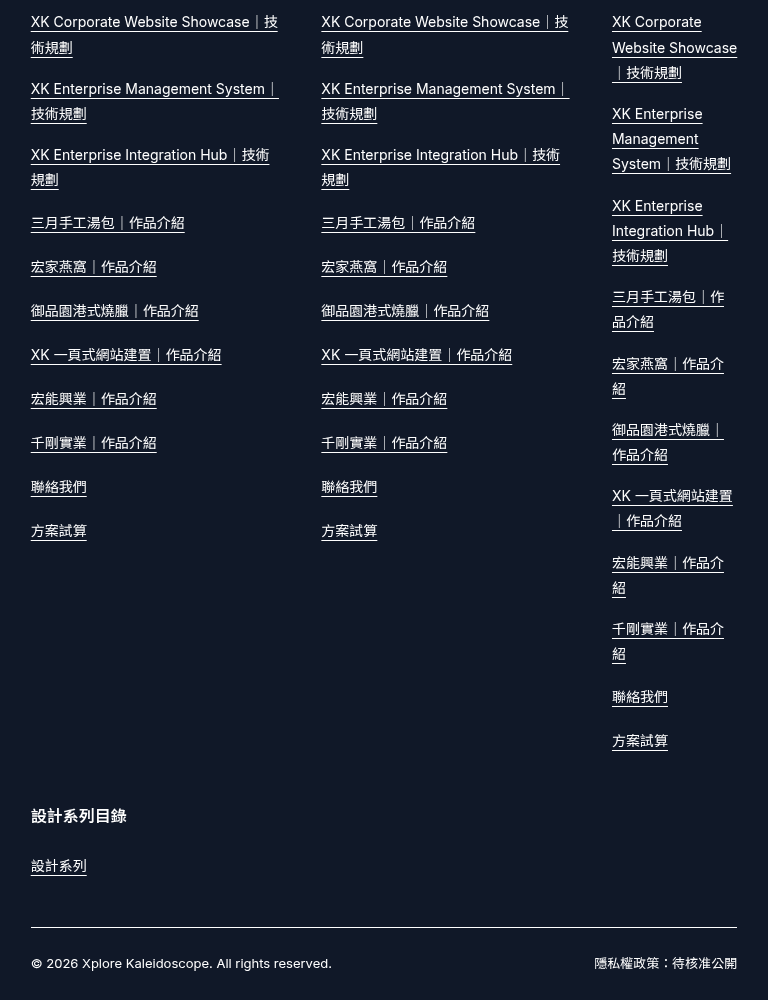 XK Corporate Website Showcase｜技
術規劃
XK Enterprise Management System｜
技術規劃
XK Enterprise Integration Hub｜技術
規劃
三月手工湯包｜作品介紹
宏家燕窩｜作品介紹
御品園港式燒臘｜作品介紹
XK 一頁式網站建置｜作品介紹
宏能興業｜作品介紹
千剛實業｜作品介紹
聯絡我們
方案試算
XK Corporate Website Showcase｜技
術規劃
XK Enterprise Management System｜
技術規劃
XK Enterprise Integration Hub｜技術
規劃
三月手工湯包｜作品介紹
宏家燕窩｜作品介紹
御品園港式燒臘｜作品介紹
XK 一頁式網站建置｜作品介紹
宏能興業｜作品介紹
千剛實業｜作品介紹
聯絡我們
方案試算
XK Corporate
Website Showcase
｜技術規劃
XK Enterprise
Management
System｜技術規劃
XK Enterprise
Integration Hub｜
技術規劃
三月手工湯包｜作
品介紹
宏家燕窩｜作品介
紹
御品園港式燒臘｜
作品介紹
XK 一頁式網站建置
｜作品介紹
宏能興業｜作品介
紹
千剛實業｜作品介
紹
聯絡我們
方案試算
設計系列目錄
設計系列
© 2026 Xplore Kaleidoscope. All rights reserved.
隱私權政策：待核准公開